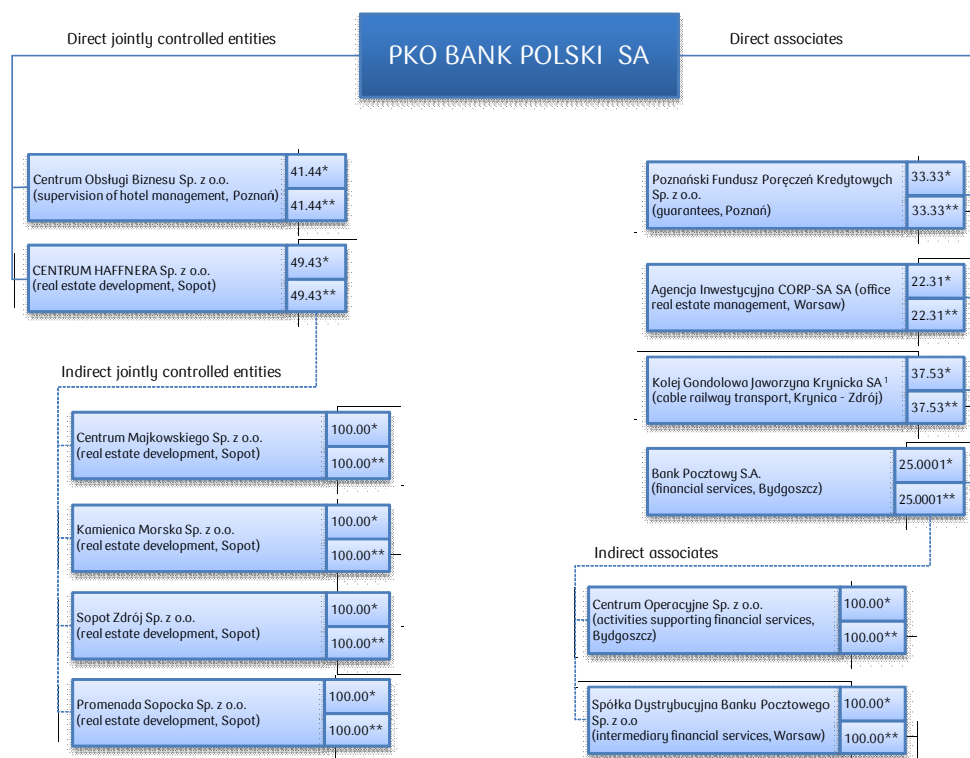 PKO BANK POLSKI SA
Direct jointly controlled entities
Centrum Obsługi Biznesu Sp. z o.o.
(supervision of hotel management, Poznań)
41.44*
41.44**
CENTRUM HAFFNERA Sp. z o.o.
(real estate development, Sopot)
49.43*
49.43**
Indirect jointly controlled entities
Centrum Majkowskiego Sp. z o.o.
(real estate development, Sopot)
100.00*
100.00**
Kamienica Morska Sp. z o.o.
(real estate development, Sopot)
100.00*
100.00**
Sopot Zdrój Sp. z o.o.
(real estate development, Sopot)
100.00*
100.00**
Promenada Sopocka Sp. z o.o.
(real estate development, Sopot)
100.00*
100.00**
Direct associates
Poznański Fundusz Poręczeń Kredytowych
Sp. z o.o.
(guarantees, Poznań)
33.33*
33.33**
Agencja Inwestycyjna CORP-SA SA (office
real estate management, Warsaw)
22.31*
22.31**
Kolej Gondolowa Jaworzyna Krynicka SA¹
(cable railway transport, Krynica - Zdrój)
37.53*
37.53**
Bank Pocztowy S.A.
(financial services, Bydgoszcz)
25.0001*
25.0001**
Indirect associates
Centrum Operacyjne Sp. z o.o.
(activities supporting financial services,
Bydgoszcz)
100.00*
100.00**
Spółka Dystrybucyjna Banku Pocztowego
Sp. z o.o
(intermediary financial services, Warsaw)
100.00*
100.00**